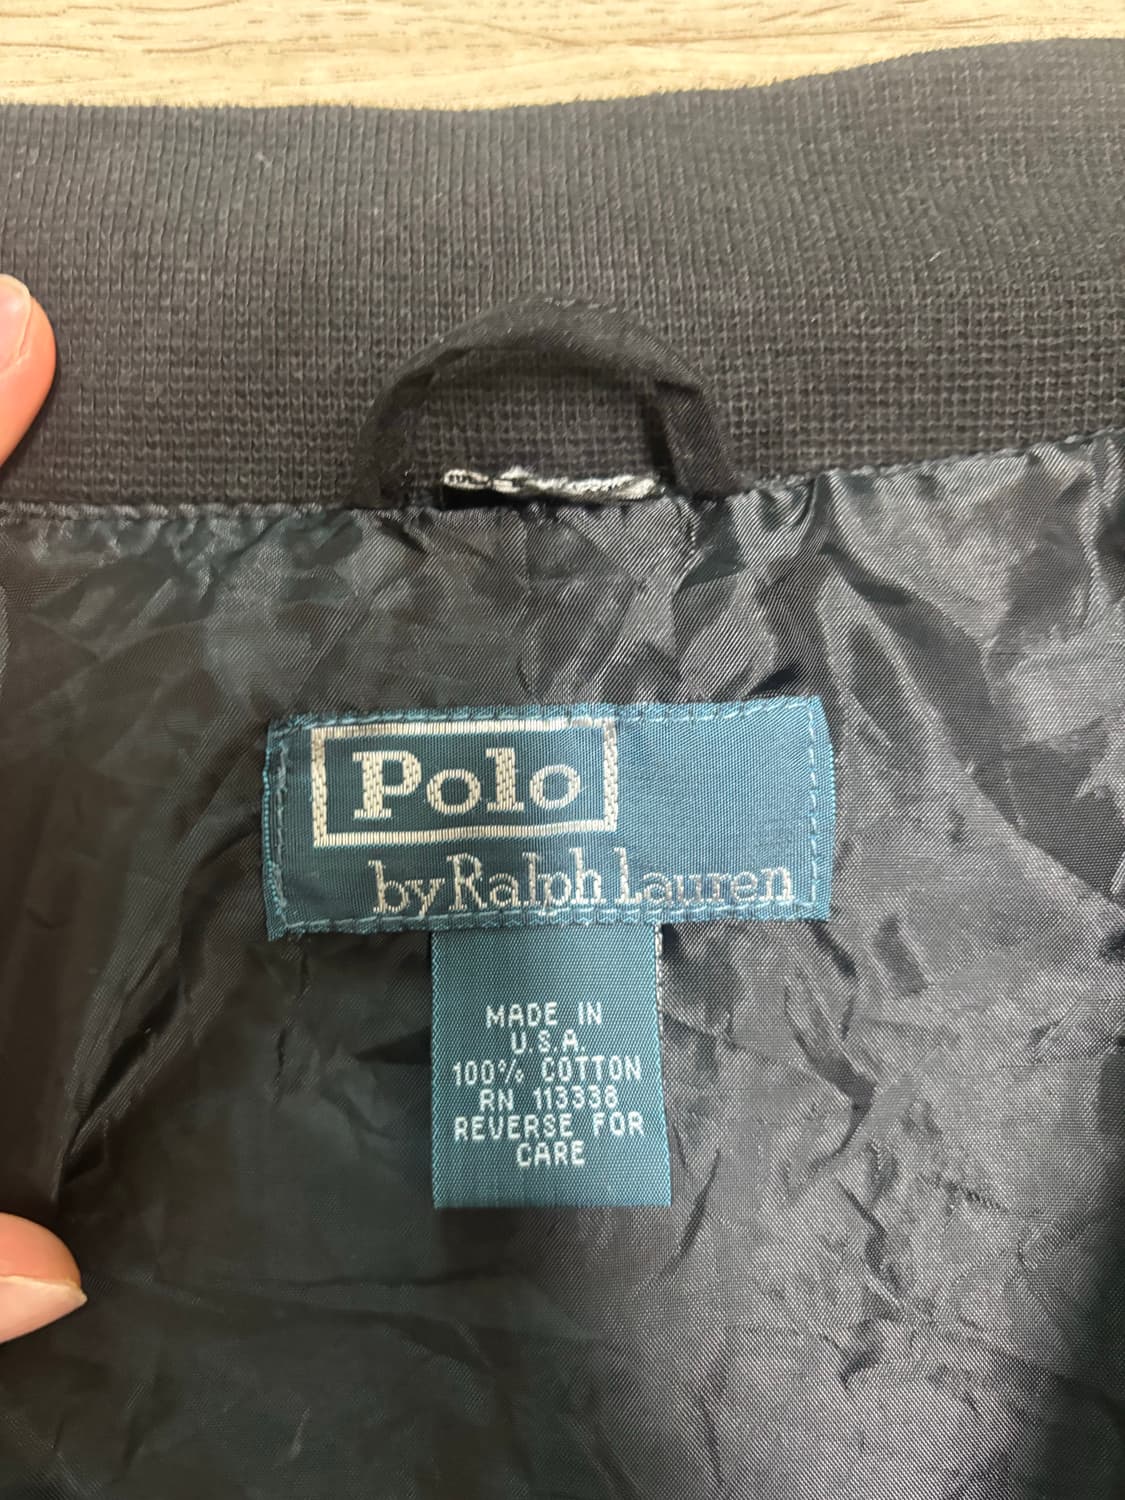 Polo
by Ralph Lauren
MADE IN
U.S.A.
100% COTTON
RN 113338
REVERSE FOR
CARE